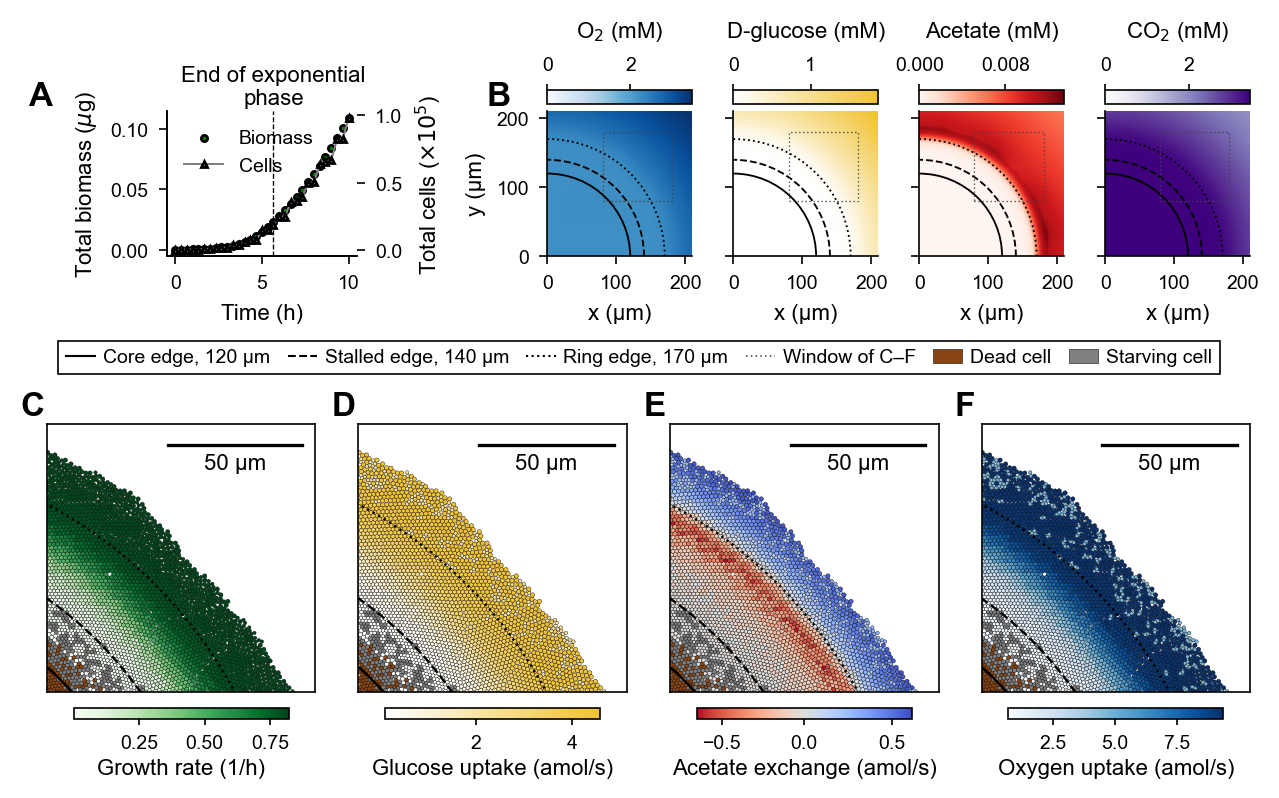 A
End of exponential
phase
Total biomass (µg)
0.10
0.05
0.00
Biomass
Cells
1.0
0.5
0.0
Total cells (×10⁵)
0
5
10
Time (h)
B
O₂ (mM)
0
2
D-glucose (mM)
0
1
Acetate (mM)
0.000
0.008
CO₂ (mM)
0
2
y (µm)
200
100
0
0
100
200
x (µm)
0
100
200
x (µm)
0
100
200
x (µm)
0
100
200
x (µm)
Core edge, 120 µm
Stalled edge, 140 µm
Ring edge, 170 µm
Window of C–F
Dead cell
Starving cell
C
50 µm
0.25
0.50
0.75
Growth rate (1/h)
D
50 µm
2
4
Glucose uptake (amol/s)
E
50 µm
−0.5
0.0
0.5
Acetate exchange (amol/s)
F
50 µm
2.5
5.0
7.5
Oxygen uptake (amol/s)